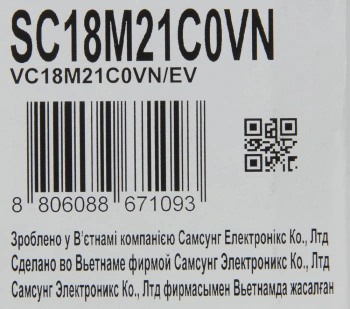 SC18M21C0VN
VC18M21C0VN/EV
8 806088 671093
Зроблено у В'єтнамі компанією Самсунг Електронікс Ко., Лтд
Сделано во Вьетнаме фирмой Самсунг Электроникс Ко., Лтд
Самсунг Электроникс Ко., Лтд фирмасымен Вьетнамда жасалған